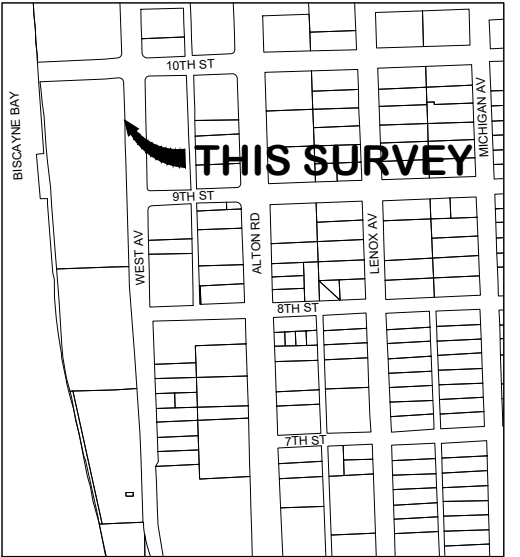 10TH ST
BISCAYNE BAY
MICHIGAN AV
THIS SURVEY
9TH ST
WEST AV
ALTON RD
LENOX AV
8TH ST
7TH ST